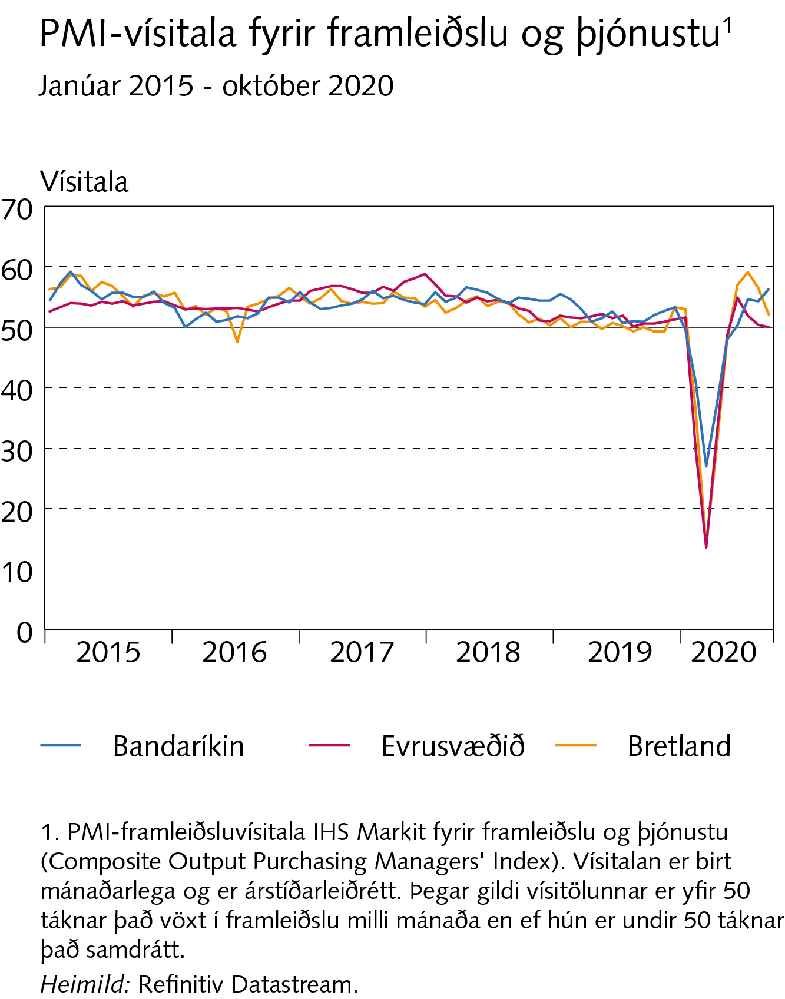 PMI-vísitala fyrir framleiðslu og þjónustu¹
Janúar 2015 - október 2020
Vísitala
70
60
50
40
30
20
10
0
2015 2016 2017 2018 2019 2020
Bandaríkin Evrusvæðið Bretland
1. PMI-framleiðsluvísitala IHS Markit fyrir framleiðslu og þjónustu
(Composite Output Purchasing Managers' Index). Vísitalan er birt
mánaðarlega og er árstíðarleiðrétt. Þegar gildi vísitölunnar er yfir 50
táknar það vöxt í framleiðslu milli mánaða en ef hún er undir 50 táknar
það samdrátt.
Heimild: Refinitiv Datastream.